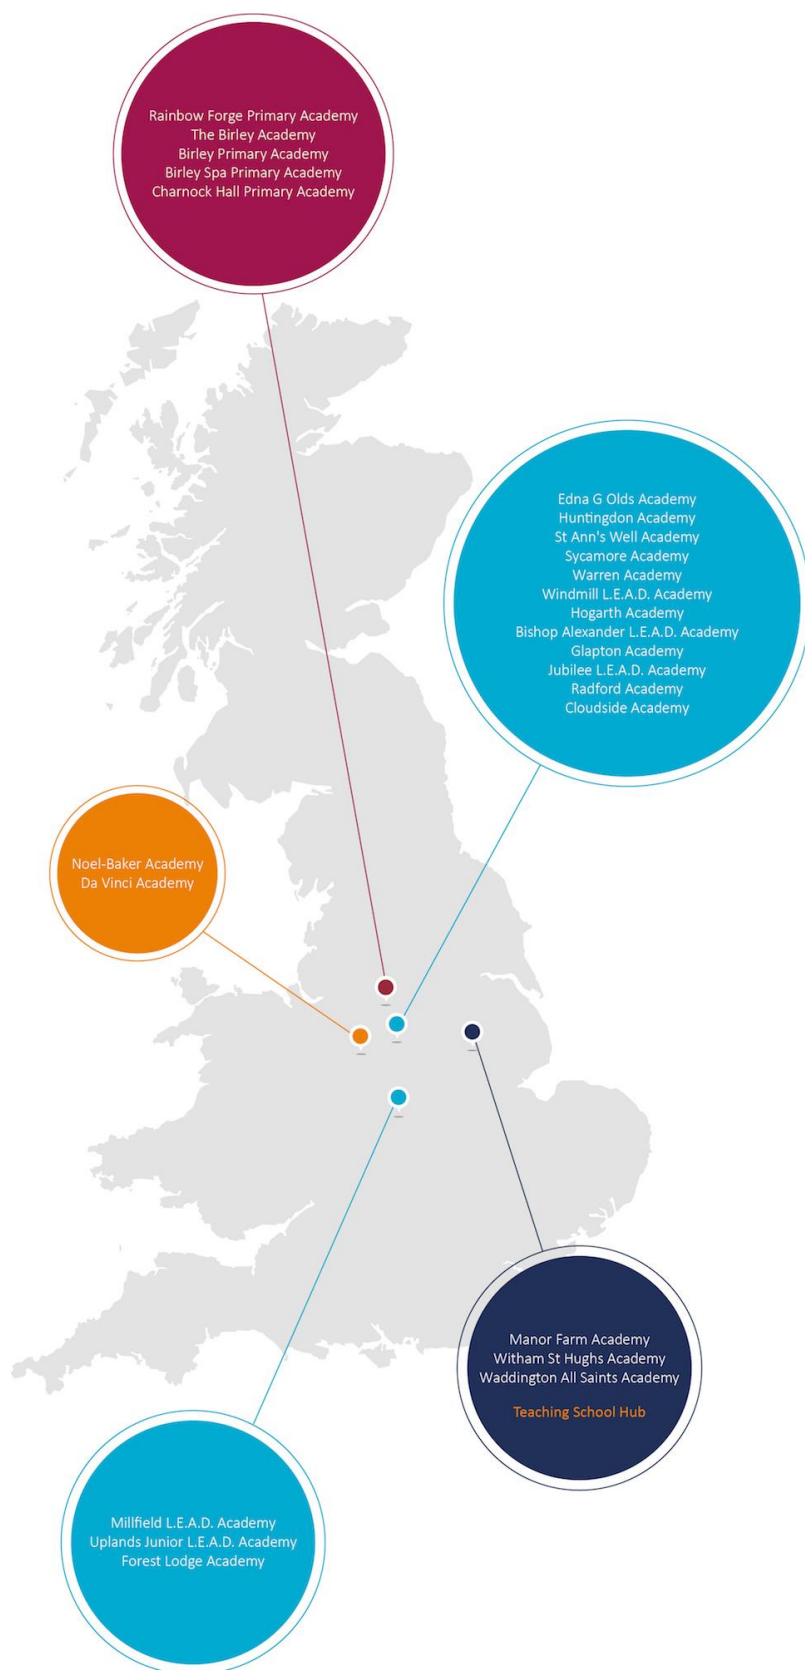 Rainbow Forge Primary Academy
The Birley Academy
Birley Primary Academy
Birley Spa Primary Academy
Charnock Hall Primary Academy
Edna G Olds Academy
Huntingdon Academy
St Ann's Well Academy
Sycamore Academy
Warren Academy
Windmill L.E.A.D. Academy
Hogarth Academy
Bishop Alexander L.E.A.D. Academy
Glapton Academy
Jubilee L.E.A.D. Academy
Radford Academy
Cloudside Academy
Noel-Baker Academy
Da Vinci Academy
Manor Farm Academy
Witham St Hughs Academy
Waddington All Saints Academy
Teaching School Hub
Millfield L.E.A.D. Academy
Uplands Junior L.E.A.D. Academy
Forest Lodge Academy